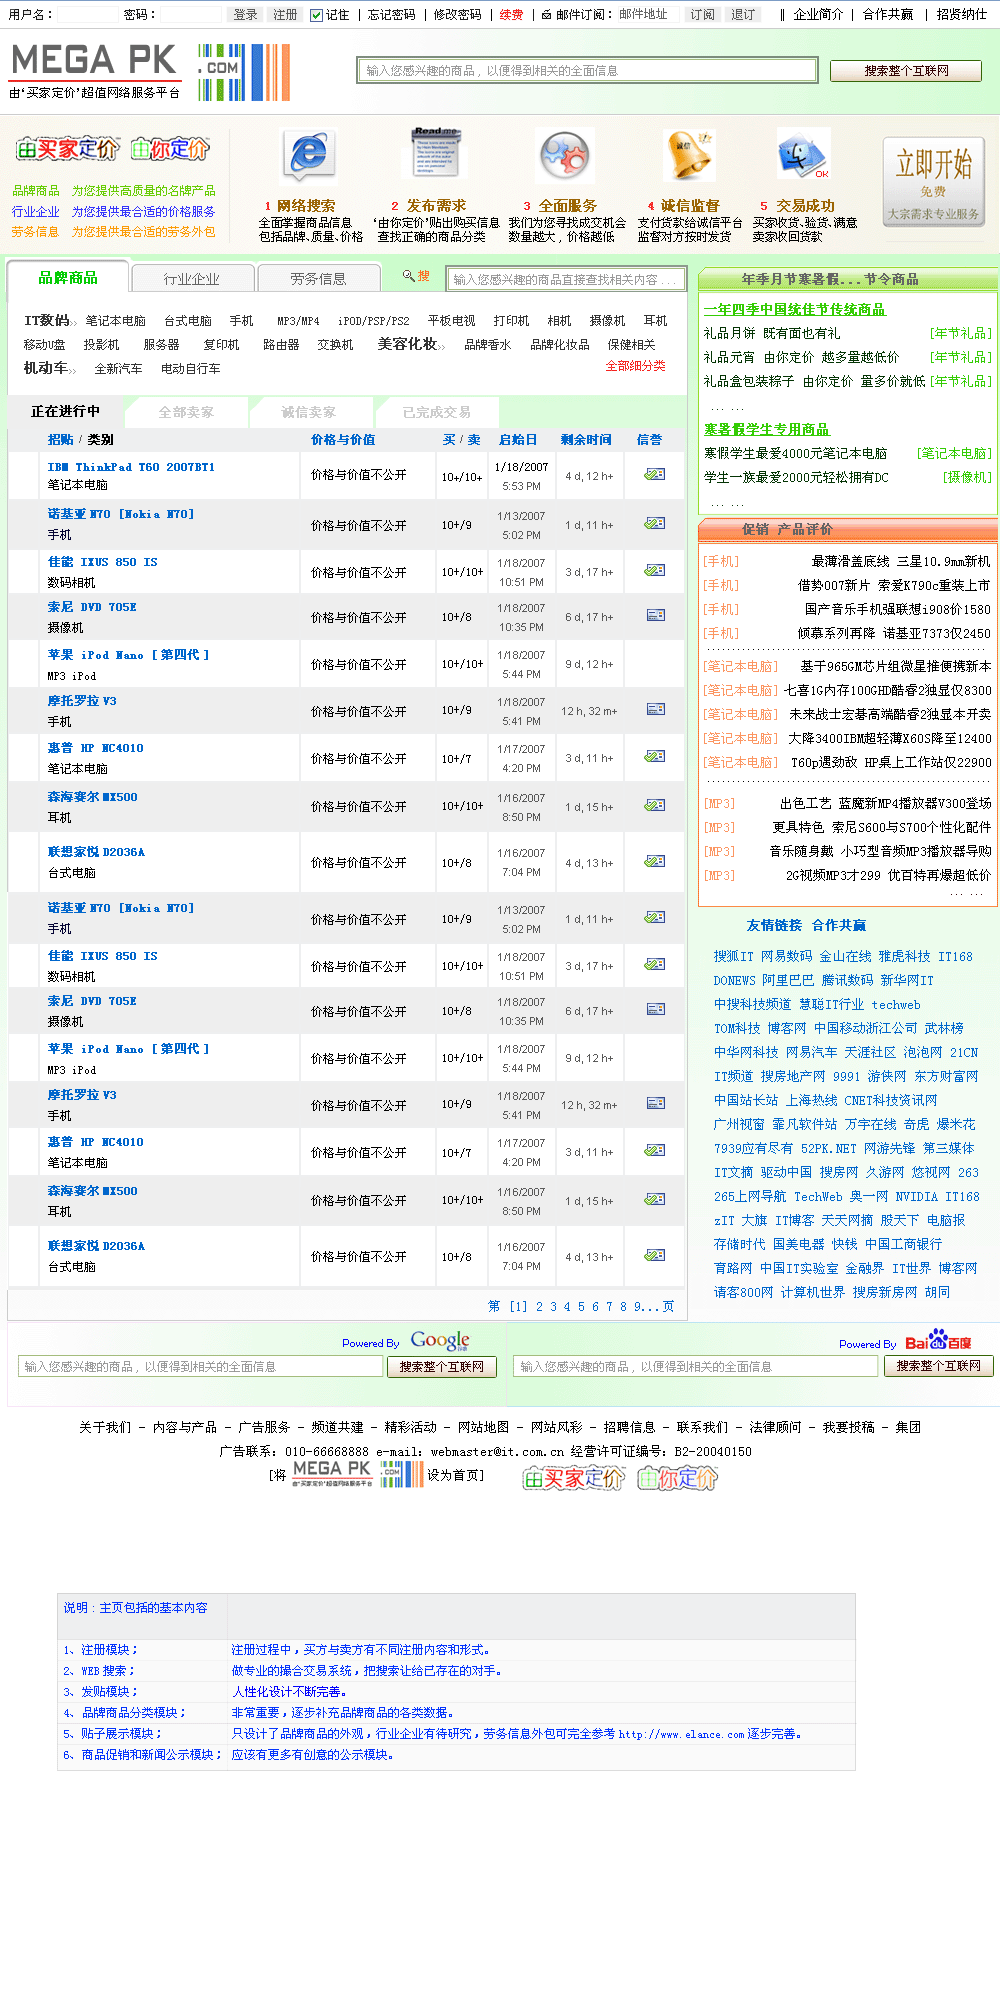 用户名： 密码： 登录 注册 记住 | 忘记密码 | 修改密码 | 续费 | 邮件订阅：邮件地址 订阅 退订 || 企业简介 | 合作共赢 | 招贤纳仕
MEGA PK .COM
由‘买家定价’超值网络服务平台
输入您感兴趣的商品，以便得到相关的全面信息 搜索整个互联网
由买家定价 由你定价
品牌商品 为您提供高质量的名牌产品
行业企业 为您提供最合适的价格服务
劳务信息 为您提供最合适的劳务外包
Read me
OK
1 网络搜索
全面掌握商品信息
包括品牌、质量、价格
2 发布需求
‘由你定价’贴出购买信息
查找正确的商品分类
3 全面服务
我们为您寻找成交机会
数量越大，价格越低
4 诚信监督
支付货款给诚信平台
监督对方按时发货
5 交易成功
买家收货、验货、满意
卖家收回货款
立即开始
免费
大宗需求专业服务
品牌商品 行业企业 劳务信息 搜 输入您感兴趣的商品直接查找相关内容...
IT数码 笔记本电脑 台式电脑 手机 MP3/MP4 iPOD/PSP/PS2 平板电视 打印机 相机 摄像机 耳机
移动U盘 投影机 服务器 复印机 路由器 交换机 美容化妆 品牌香水 品牌化妆品 保健相关
机动车 全新汽车 电动自行车 全部细分类
正在进行中 全部卖家 诚信卖家 已完成交易
招贴 / 类别 价格与价值 买 / 卖 启始日 剩余时间 信誉
IBM ThinkPad T60 2007BT1 笔记本电脑 价格与价值不公开 10+/10+ 1/18/2007 5:53 PM 4 d, 12 h+
诺基亚 N70 [Nokia N70] 手机 价格与价值不公开 10+/9 1/13/2007 5:02 PM 1 d, 11 h+
佳能 IXUS 850 IS 数码相机 价格与价值不公开 10+/10+ 1/18/2007 10:51 PM 3 d, 17 h+
索尼 DVD 705E 摄像机 价格与价值不公开 10+/8 1/18/2007 10:35 PM 6 d, 17 h+
苹果 iPod Nano [ 第四代 ] MP3 iPod 价格与价值不公开 10+/10+ 1/18/2007 5:44 PM 9 d, 12 h+
摩托罗拉 V3 手机 价格与价值不公开 10+/9 1/18/2007 5:41 PM 12 h, 32 m+
惠普 HP NC4010 笔记本电脑 价格与价值不公开 10+/7 1/17/2007 4:20 PM 3 d, 11 h+
森海赛尔 MX500 耳机 价格与价值不公开 10+/10+ 1/16/2007 8:50 PM 1 d, 15 h+
联想家悦 D2036A 台式电脑 价格与价值不公开 10+/8 1/16/2007 7:04 PM 4 d, 13 h+
诺基亚 N70 [Nokia N70] 手机 价格与价值不公开 10+/9 1/13/2007 5:02 PM 1 d, 11 h+
佳能 IXUS 850 IS 数码相机 价格与价值不公开 10+/10+ 1/18/2007 10:51 PM 3 d, 17 h+
索尼 DVD 705E 摄像机 价格与价值不公开 10+/8 1/18/2007 10:35 PM 6 d, 17 h+
苹果 iPod Nano [ 第四代 ] MP3 iPod 价格与价值不公开 10+/10+ 1/18/2007 5:44 PM 9 d, 12 h+
摩托罗拉 V3 手机 价格与价值不公开 10+/9 1/18/2007 5:41 PM 12 h, 32 m+
惠普 HP NC4010 笔记本电脑 价格与价值不公开 10+/7 1/17/2007 4:20 PM 3 d, 11 h+
森海赛尔 MX500 耳机 价格与价值不公开 10+/10+ 1/16/2007 8:50 PM 1 d, 15 h+
联想家悦 D2036A 台式电脑 价格与价值不公开 10+/8 1/16/2007 7:04 PM 4 d, 13 h+
第 [1] 2 3 4 5 6 7 8 9...页
年季月节寒暑假...节令商品
一年四季中国统佳节传统商品
礼品月饼 既有面也有礼 [年节礼品]
礼品元宵 由你定价 越多量越低价 [年节礼品]
礼品盒包装粽子 由你定价 量多价就低 [年节礼品]
... ...
寒暑假学生专用商品
寒假学生最爱4000元笔记本电脑 [笔记本电脑]
学生一族最爱2000元轻松拥有DC [摄像机]
... ...
促销 产品评价
[手机] 最薄滑盖底线 三星10.9mm新机
[手机] 借势007新片 索爱K790c重装上市
[手机] 国产音乐手机强联想i908价1580
[手机] 倾慕系列再降 诺基亚7373仅2450
[笔记本电脑] 基于965GM芯片组微星推便携新本
[笔记本电脑] 七喜1G内存100GHD酷睿2独显仅8300
[笔记本电脑] 未来战士宏碁高端酷睿2独显本开卖
[笔记本电脑] 大降3400IBM超轻薄X60S降至12400
[笔记本电脑] T60p遇劲敌 HP桌上工作站仅22900
[MP3] 出色工艺 蓝魔新MP4播放器V300登场
[MP3] 更具特色 索尼S600与S700个性化配件
[MP3] 音乐随身戴 小巧型音频MP3播放器导购
[MP3] 2G视频MP3才299 优百特再爆超低价
... ...
友情链接 合作共赢
搜狐IT 网易数码 金山在线 雅虎科技 IT168
DONEWS 阿里巴巴 腾讯数码 新华网IT
中搜科技频道 慧聪IT行业 techweb
TOM科技 博客网 中国移动浙江公司 武林榜
中华网科技 网易汽车 天涯社区 泡泡网 21CN
IT频道 搜房地产网 9991 游侠网 东方财富网
中国站长站 上海热线 CNET科技资讯网
广州视窗 霏凡软件站 万宇在线 奇虎 爆米花
7939应有尽有 52PK.NET 网游先锋 第三媒体
IT文摘 驱动中国 搜房网 久游网 悠视网 263
265上网导航 TechWeb 奥一网 NVIDIA IT168
zIT 大旗 IT博客 天天网摘 殷天下 电脑报
存储时代 国美电器 快钱 中国工商银行
育路网 中国IT实验室 金融界 IT世界 博客网
请客800网 计算机世界 搜房新房网 胡同
Powered By Google
输入您感兴趣的商品，以便得到相关的全面信息 搜索整个互联网
Powered By Bai du 百度
输入您感兴趣的商品，以便得到相关的全面信息 搜索整个互联网
关于我们 - 内容与产品 - 广告服务 - 频道共建 - 精彩活动 - 网站地图 - 网站风彩 - 招聘信息 - 联系我们 - 法律顾问 - 我要投稿 - 集团
广告联系：010-66668888 e-mail：webmaster@it.com.cn 经营许可证编号：B2-20040150
[将 MEGA PK .COM 由‘买家定价’超值网络服务平台 设为首页] 由买家定价 由你定价
说明：主页包括的基本内容
1、注册模块； 注册过程中，买方与卖方有不同注册内容和形式。
2、WEB 搜索； 做专业的撮合交易系统，把搜索让给已存在的对手。
3、发贴模块； 人性化设计不断完善。
4、品牌商品分类模块； 非常重要，逐步补充品牌商品的各类数据。
5、贴子展示模块； 只设计了品牌商品的外观，行业企业有待研究，劳务信息外包可完全参考 http://www.elance.com 逐步完善。
6、商品促销和新闻公示模块； 应该有更多有创意的公示模块。